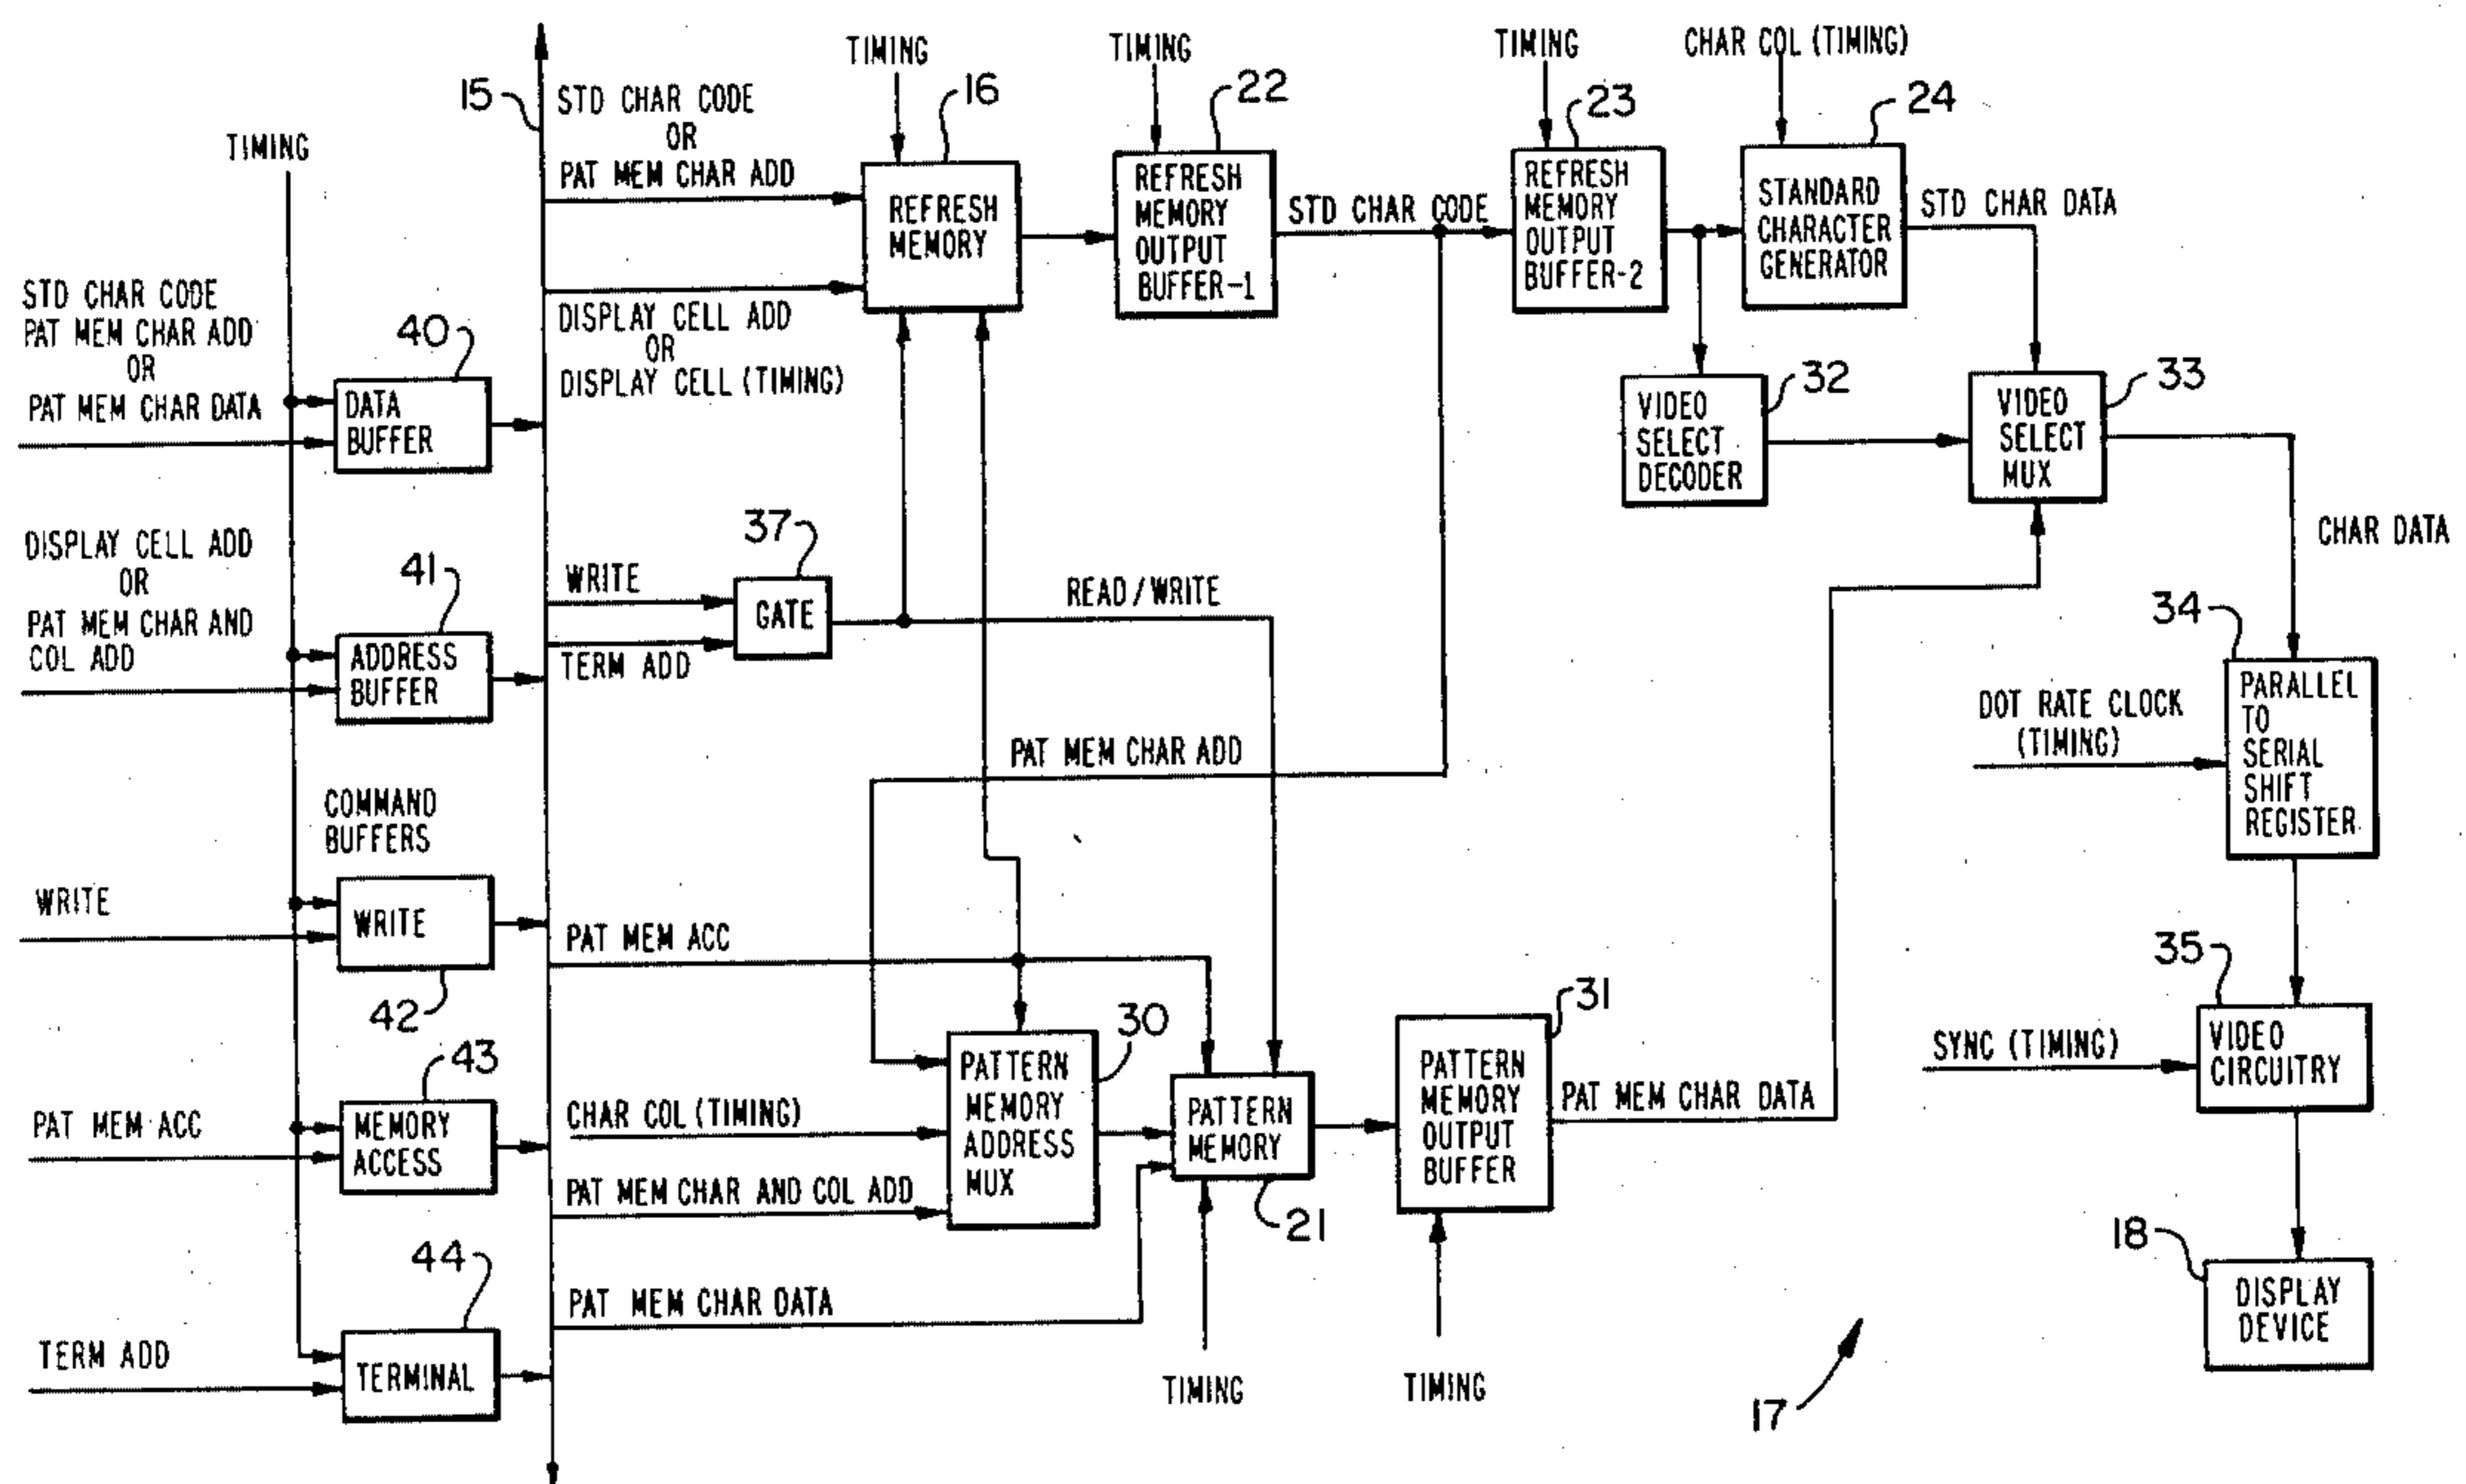 TIMING
STD CHAR CODE
PAT MEM CHAR ADD
OR
PAT MEM CHAR DATA
40
DATA
BUFFER
DISPLAY CELL ADD
OR
PAT MEM CHAR AND
COL ADD
41
ADDRESS
BUFFER
COMMAND
BUFFERS
WRITE
WRITE
42
PAT MEM ACC
43
MEMORY
ACCESS
TERM ADD
44
TERMINAL
15
STD CHAR CODE
OR
PAT MEM CHAR ADD
DISPLAY CELL ADD
OR
DISPLAY CELL (TIMING)
TIMING
16
REFRESH
MEMORY
TIMING
22
REFRESH
MEMORY
OUTPUT
BUFFER-1
STD CHAR CODE
TIMING
23
REFRESH
MEMORY
OUTPUT
BUFFER-2
CHAR COL (TIMING)
24
STANDARD
CHARACTER
GENERATOR
STD CHAR DATA
32
VIDEO
SELECT
DECODER
33
VIDEO
SELECT
MUX
CHAR DATA
WRITE
TERM ADD
37
GATE
READ/WRITE
PAT MEM CHAR ADD
34
PARALLEL
TO
SERIAL
SHIFT
REGISTER
DOT RATE CLOCK
(TIMING)
PAT MEM ACC
CHAR COL (TIMING)
PAT MEM CHAR AND COL ADD
PAT MEM CHAR DATA
30
PATTERN
MEMORY
ADDRESS
MUX
PATTERN
MEMORY
21
TIMING
31
PATTERN
MEMORY
OUTPUT
BUFFER
TIMING
PAT MEM CHAR DATA
35
VIDEO
CIRCUITRY
SYNC (TIMING)
18
DISPLAY
DEVICE
17